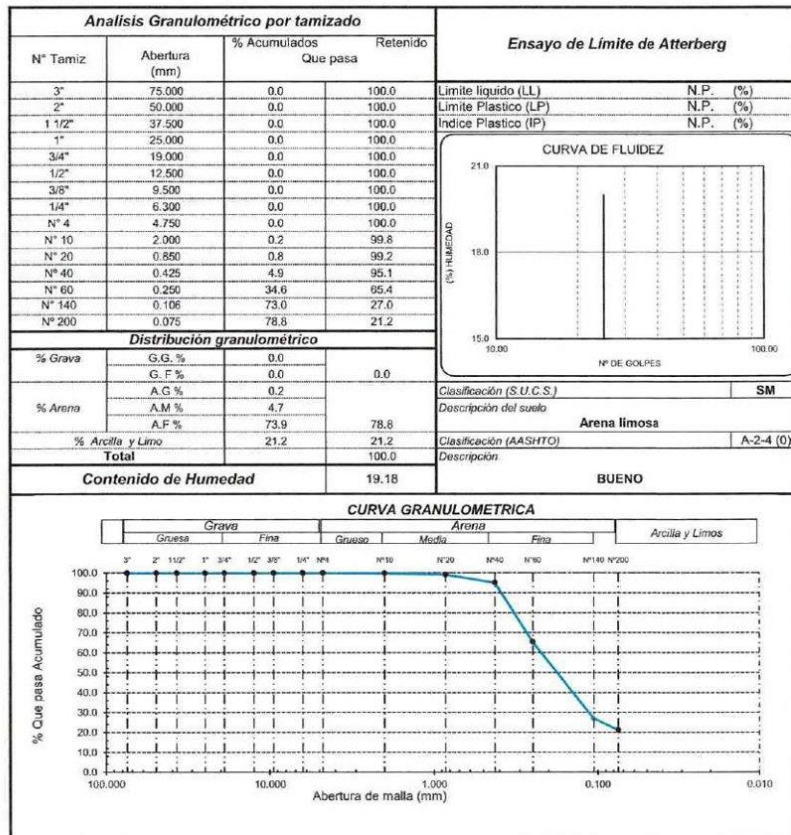 Analisis Granulométrico por tamizado
N° Tamiz Abertura (mm) % Acumulados Retenido
Que pasa
3" 75.000 0.0 100.0
2" 50.000 0.0 100.0
1 1/2" 37.500 0.0 100.0
1" 25.000 0.0 100.0
3/4" 19.000 0.0 100.0
1/2" 12.500 0.0 100.0
3/8" 9.500 0.0 100.0
1/4" 6.300 0.0 100.0
N° 4 4.750 0.0 100.0
N° 10 2.000 0.2 99.8
N° 20 0.850 0.8 99.2
N° 40 0.425 4.9 95.1
N° 60 0.250 34.6 65.4
N° 140 0.106 73.0 27.0
N° 200 0.075 78.8 21.2
Distribución granulométrico
% Grava G.G. % 0.0
G. F % 0.0 0.0
A.G % 0.2
% Arena A.M % 4.7
A.F % 73.9 78.8
% Arcilla y Limo 21.2 21.2
Total 100.0
Contenido de Humedad 19.18
Ensayo de Límite de Atterberg
Limite liquido (LL) N.P. (%)
Limite Plastico (LP) N.P. (%)
Indice Plastico (IP) N.P. (%)
CURVA DE FLUIDEZ
21.0
18.0
15.0
(%) HUMEDAD
10.00 100.00
Nº DE GOLPES
Clasificación (S.U.C.S.) SM
Descripción del suelo
Arena limosa
Clasificación (AASHTO) A-2-4 (0)
Descripción
BUENO
CURVA GRANULOMETRICA
Grava Arena Arcilla y Limos
Gruesa Fina Grueso Media Fina
3" 2" 11/2" 1" 3/4" 1/2" 3/8" 1/4" Nº4 Nº10 N°20 N°40 N°60 Nº140 Nº200
100.0
90.0
80.0
70.0
60.0
50.0
40.0
30.0
20.0
10.0
0.0
% Que pasa Acumulado
100.000 10.000 1.000 0.100 0.010
Abertura de malla (mm)